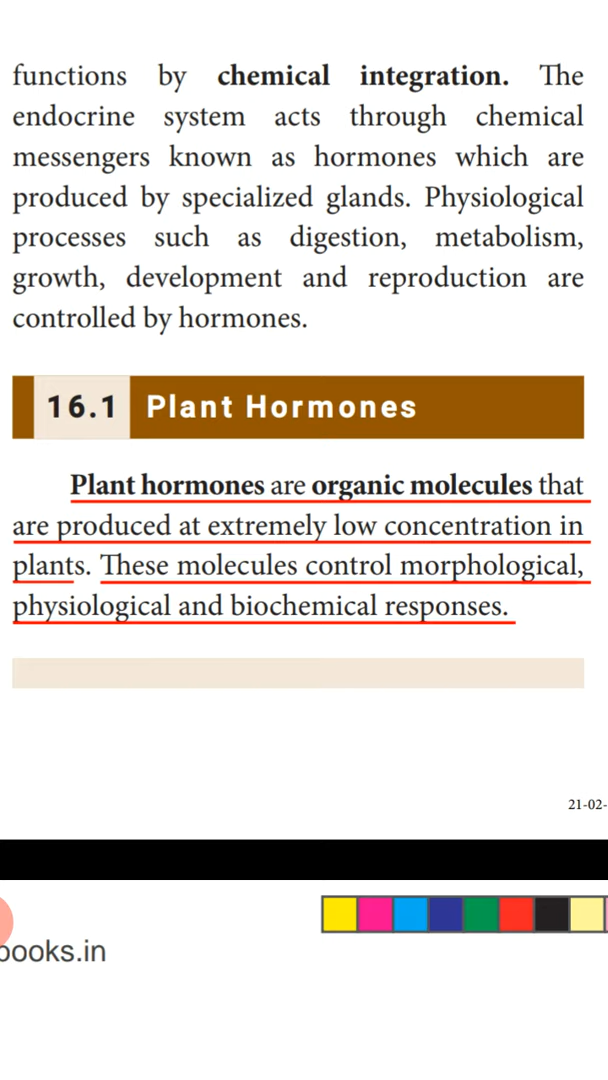 functions by chemical integration. The
endocrine system acts through chemical
messengers known as hormones which are
produced by specialized glands. Physiological
processes such as digestion, metabolism,
growth, development and reproduction are
controlled by hormones.
16.1 Plant Hormones
Plant hormones are organic molecules that
are produced at extremely low concentration in
plants. These molecules control morphological,
physiological and biochemical responses.
21-02-
ooks.in